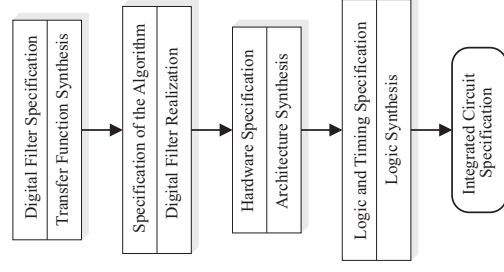 Digital Filter Specification
Transfer Function Synthesis
Specification of the Algorithm
Digital Filter Realization
Hardware Specification
Architecture Synthesis
Logic and Timing Specification
Logic Synthesis
Integrated Circuit
Specification